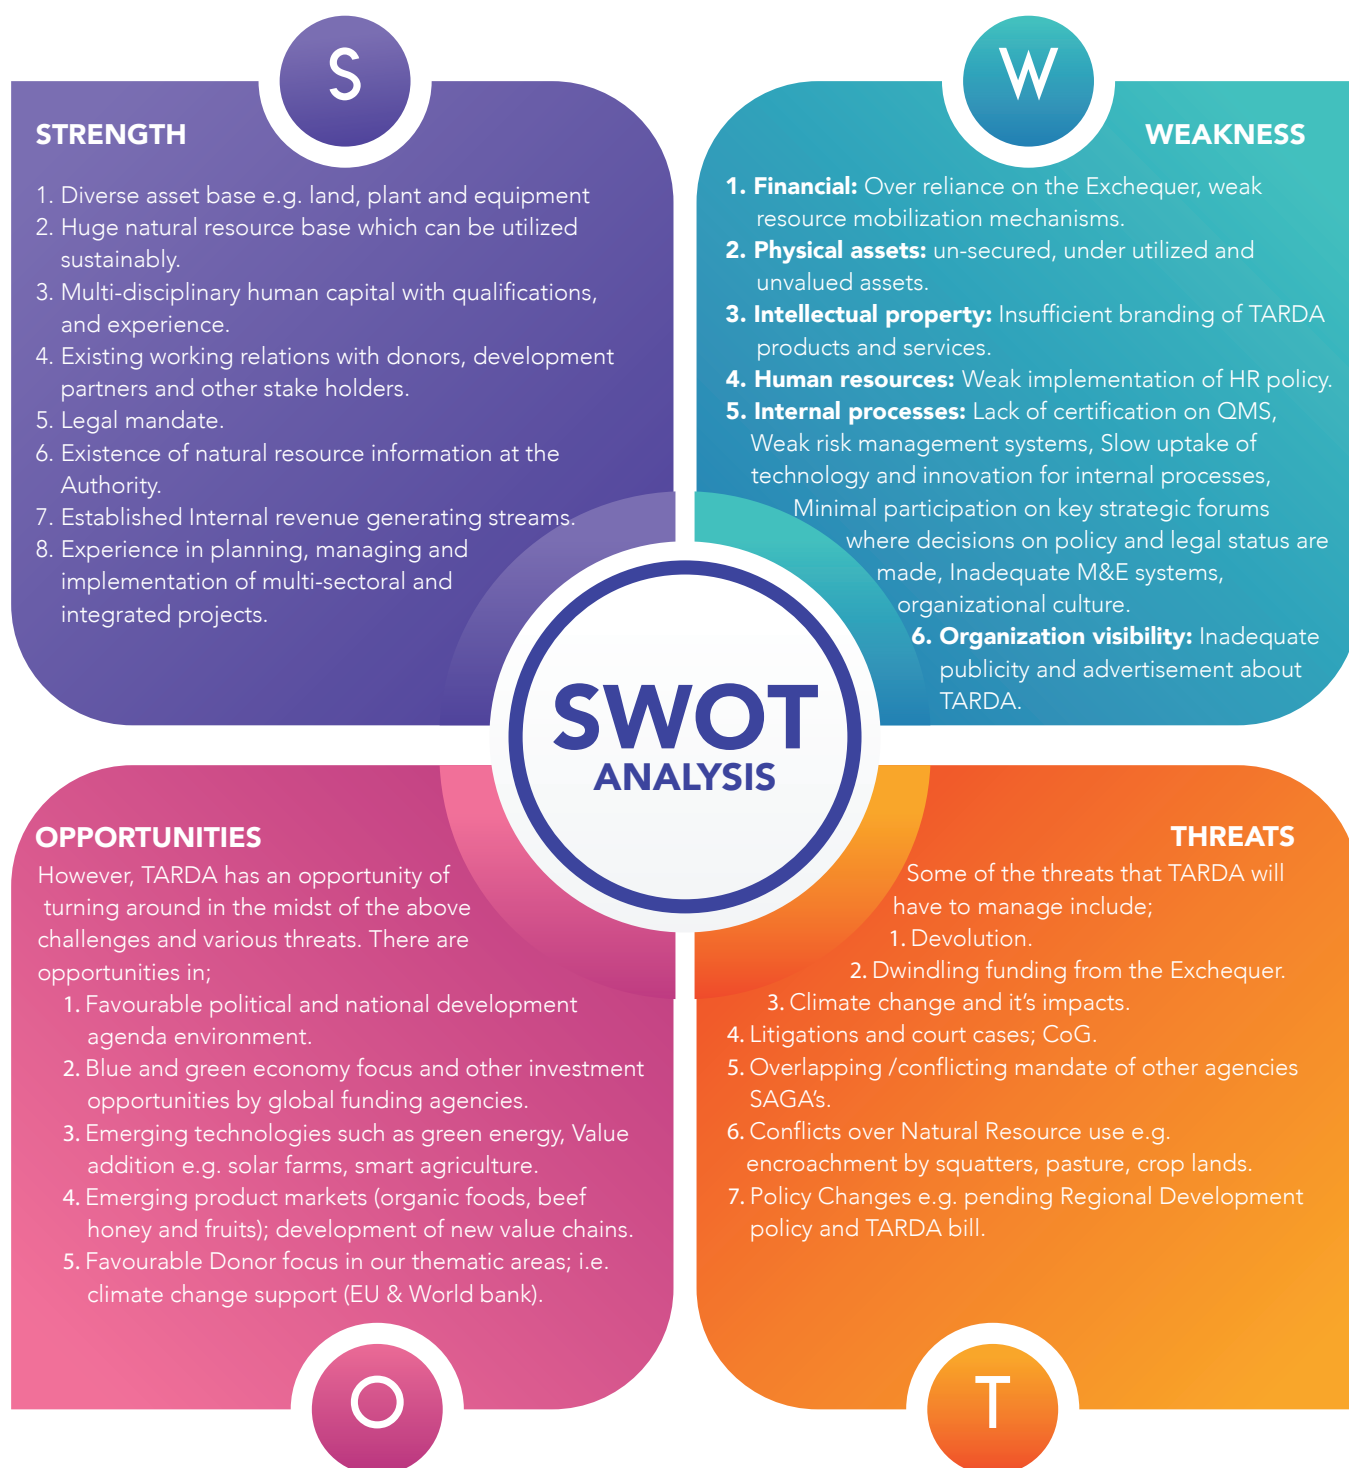 S
STRENGTH
1. Diverse asset base e.g. land, plant and equipment
2. Huge natural resource base which can be utilized
sustainably.
3. Multi-disciplinary human capital with qualifications,
and experience.
4. Existing working relations with donors, development
partners and other stake holders.
5. Legal mandate.
6. Existence of natural resource information at the
Authority.
7. Established Internal revenue generating streams.
8. Experience in planning, managing and
implementation of multi-sectoral and
integrated projects.
W
WEAKNESS
1. Financial: Over reliance on the Exchequer, weak
resource mobilization mechanisms.
2. Physical assets: un-secured, under utilized and
unvalued assets.
3. Intellectual property: Insufficient branding of TARDA
products and services.
4. Human resources: Weak implementation of HR policy.
5. Internal processes: Lack of certification on QMS,
Weak risk management systems, Slow uptake of
technology and innovation for internal processes,
Minimal participation on key strategic forums
where decisions on policy and legal status are
made, Inadequate M&E systems,
organizational culture.
6. Organization visibility: Inadequate
publicity and advertisement about
TARDA.
SWOT
ANALYSIS
OPPORTUNITIES
However, TARDA has an opportunity of
turning around in the midst of the above
challenges and various threats. There are
opportunities in;
1. Favourable political and national development
agenda environment.
2. Blue and green economy focus and other investment
opportunities by global funding agencies.
3. Emerging technologies such as green energy, Value
addition e.g. solar farms, smart agriculture.
4. Emerging product markets (organic foods, beef
honey and fruits); development of new value chains.
5. Favourable Donor focus in our thematic areas; i.e.
climate change support (EU & World bank).
O
THREATS
Some of the threats that TARDA will
have to manage include;
1. Devolution.
2. Dwindling funding from the Exchequer.
3. Climate change and it's impacts.
4. Litigations and court cases; CoG.
5. Overlapping /conflicting mandate of other agencies
SAGA's.
6. Conflicts over Natural Resource use e.g.
encroachment by squatters, pasture, crop lands.
7. Policy Changes e.g. pending Regional Development
policy and TARDA bill.
T